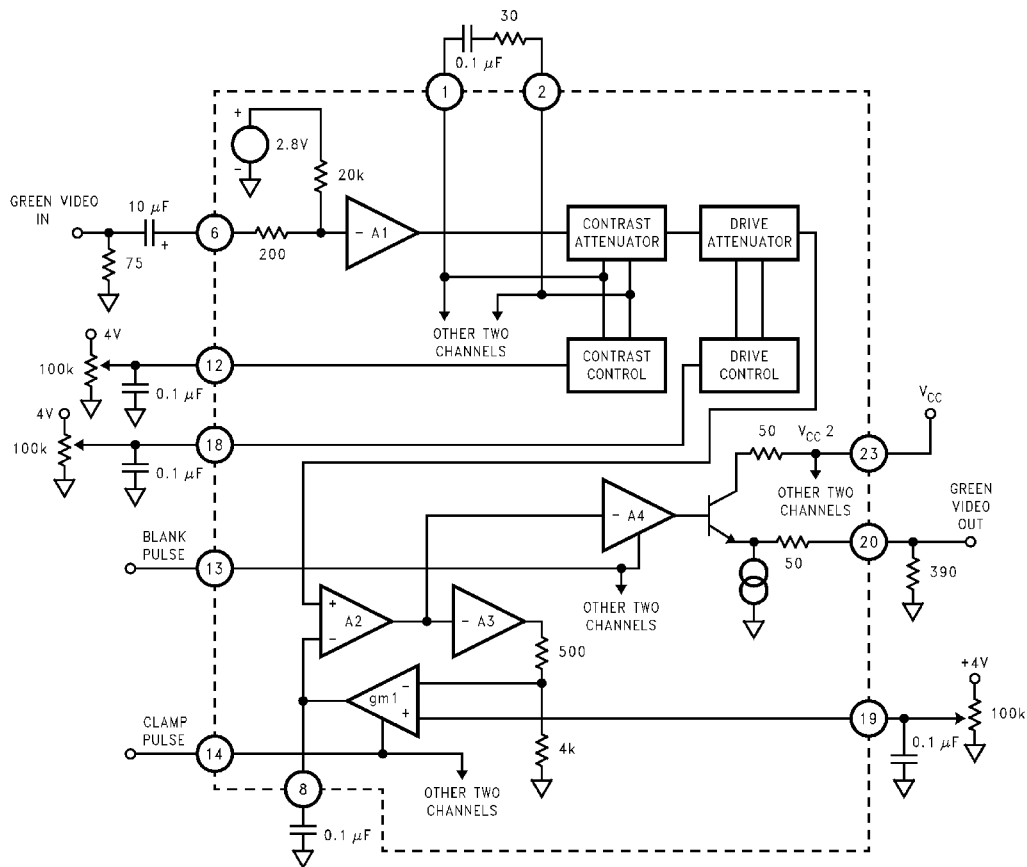 30
0.1 µF
1
2
+
2.8V
-
20k
GREEN VIDEO
IN
10 µF
+
6
200
75
- A1
CONTRAST
ATTENUATOR
DRIVE
ATTENUATOR
OTHER TWO
CHANNELS
4V
100k
0.1 µF
12
CONTRAST
CONTROL
DRIVE
CONTROL
4V
100k
0.1 µF
18
50
VCC 2
VCC
23
OTHER TWO
CHANNELS
- A4
GREEN
VIDEO
OUT
BLANK
PULSE
13
50
20
390
OTHER TWO
CHANNELS
+
A2
-
- A3
500
gm1
-
+
+4V
19
100k
0.1 µF
CLAMP
PULSE
14
4k
OTHER TWO
CHANNELS
8
0.1 µF